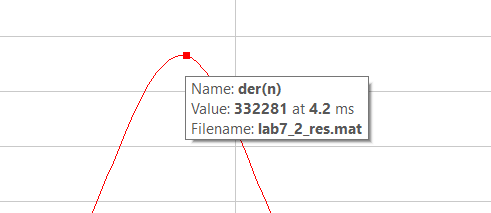 Name: der(n)
Value: 332281 at 4.2 ms
Filename: lab7_2_res.mat